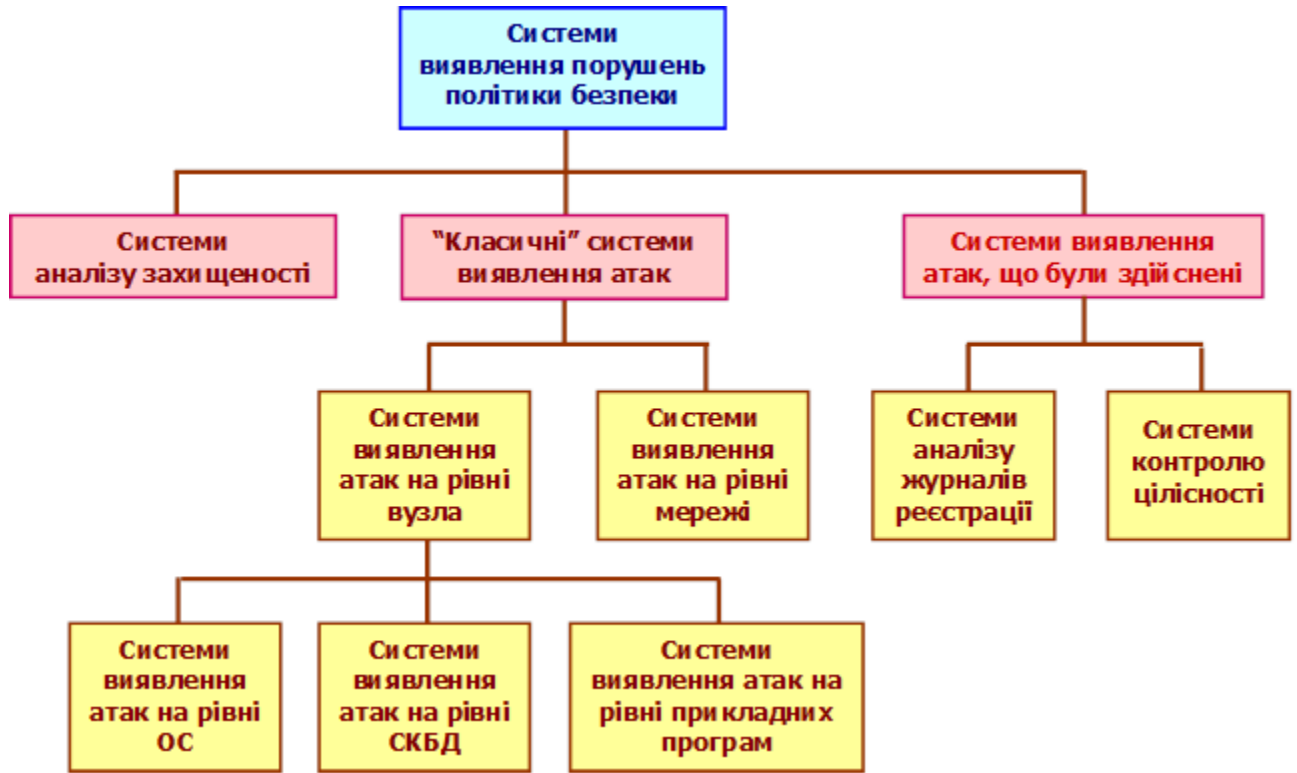 Системи
виявлення порушень
політики безпеки
Системи
аналізу захищеності
“Класичні” системи
виявлення атак
Системи виявлення
атак, що були здійснені
Системи
виявлення
атак на рівні
вузла
Системи
виявлення
атак на рівні
мережі
Системи
аналізу
журналів
реєстрації
Системи
контролю
цілісності
Системи
виявлення
атак на рівні
ОС
Системи
виявлення
атак на рівні
СКБД
Системи
виявлення атак на
рівні прикладних
програм